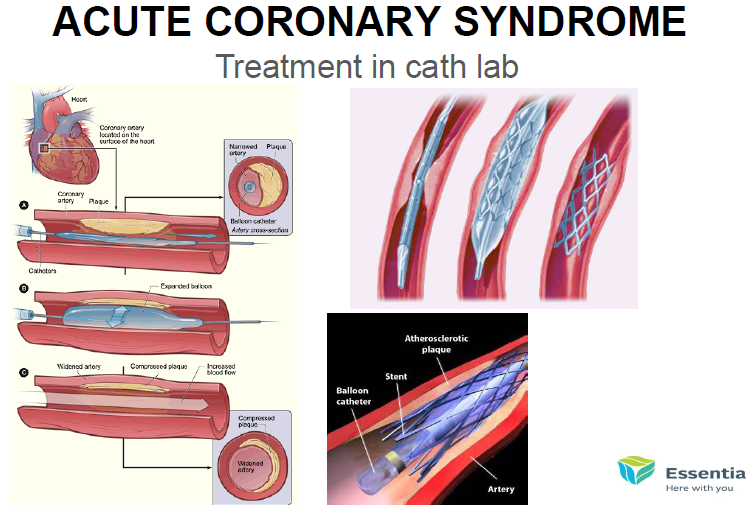 ACUTE CORONARY SYNDROME
Treatment in cath lab
Heart
Coronary artery
located on the
surface of the heart
Narrowed
artery
Plaque
Balloon catheter
Artery cross-section
Coronary
artery
Plaque
A
Catheters
B
Expanded balloon
Widened artery
Compressed plaque
Increased
blood flow
C
Compressed
plaque
Widened
artery
Atherosclerotic
plaque
Stent
Balloon
catheter
Artery
Essentia
Here with you